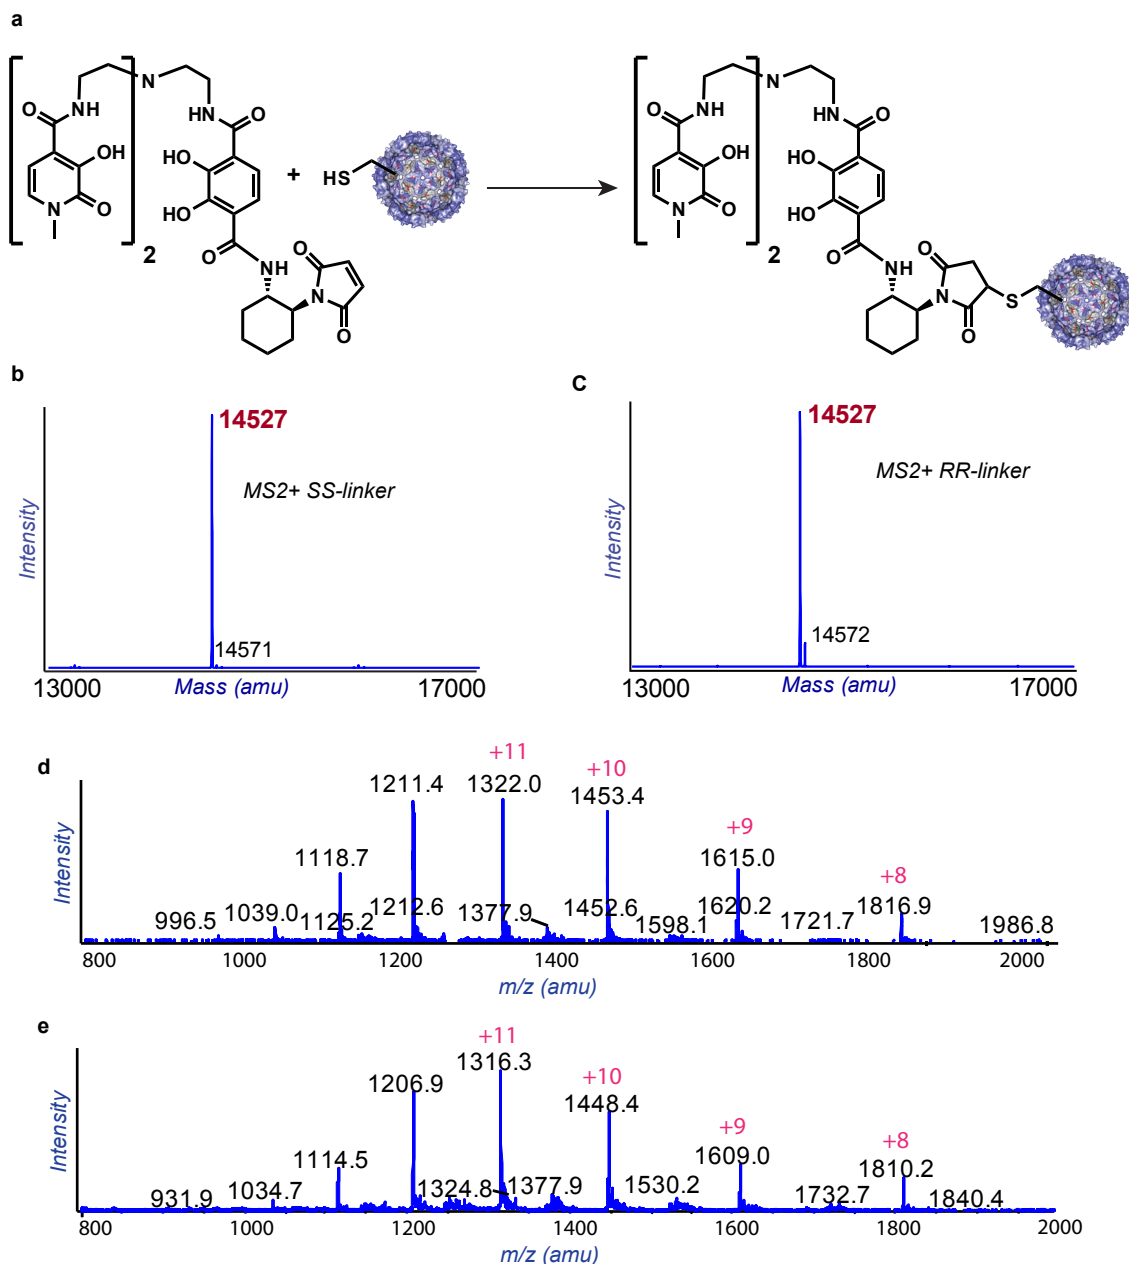 a
N N
O NH HN O O NH HN O
OH HO + HS OH HO
N O HO N O HO
2 O NH O 2 O NH O
N N S
O O
b C
14527 14527
MS2+ SS-linker MS2+ RR-linker
Intensity Intensity
14571 14572
13000 Mass (amu) 17000 13000 Mass (amu) 17000
d
+11 +10 +9 +8
1211.4 1322.0 1453.4 1615.0 1816.9
Intensity
1118.7
996.5 1039.0 1125.2 1212.6 1377.9 1452.6 1598.1 1620.2 1721.7 1986.8
800 1000 1200 1400 1600 1800 2000
m/z (amu)
e
+11 +10 +9 +8
1206.9 1316.3 1448.4 1609.0 1810.2
Intensity
1114.5
931.9 1034.7 1324.8 1377.9 1530.2 1732.7 1840.4
800 1000 1200 1400 1600 1800 2000
m/z (amu)